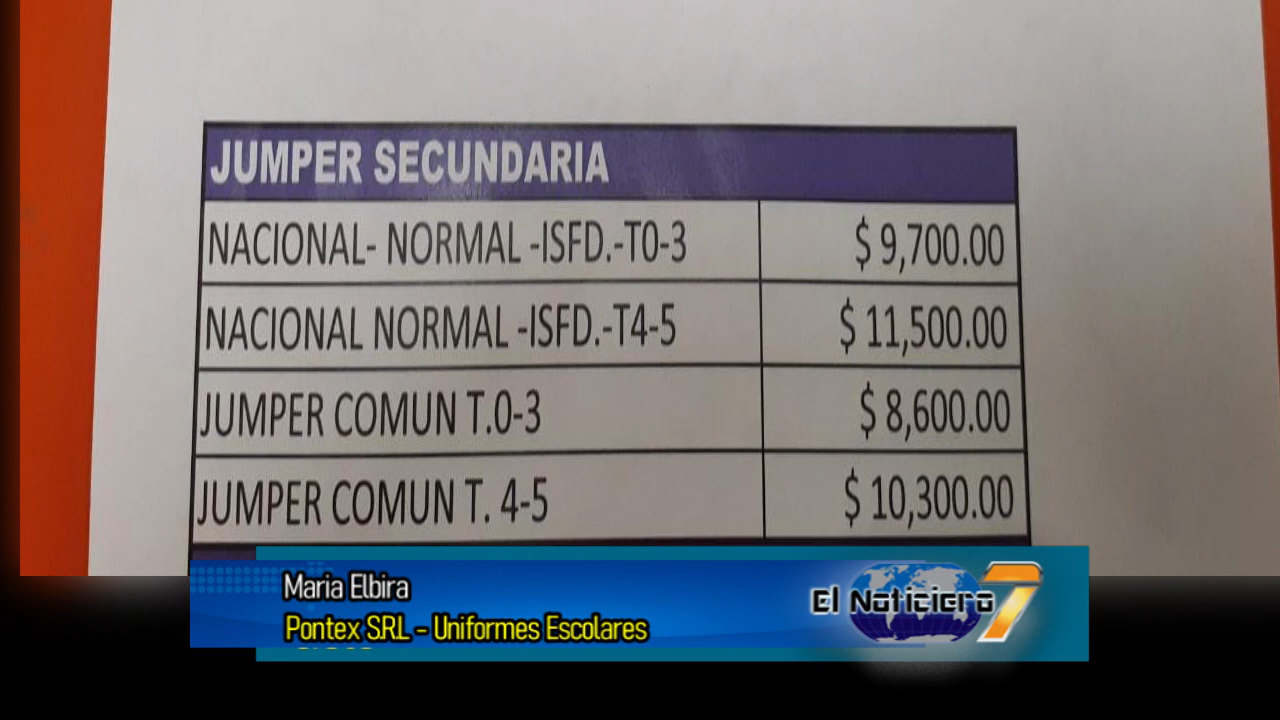 JUMPER SECUNDARIA
NACIONAL- NORMAL -ISFD.-T0-3 $ 9,700.00
NACIONAL NORMAL -ISFD.-T4-5 $ 11,500.00
JUMPER COMUN T.0-3 $ 8,600.00
JUMPER COMUN T. 4-5 $ 10,300.00
Maria Elbira
Pontex S.R.L - Uniformes Escolares
El Noticiero 7